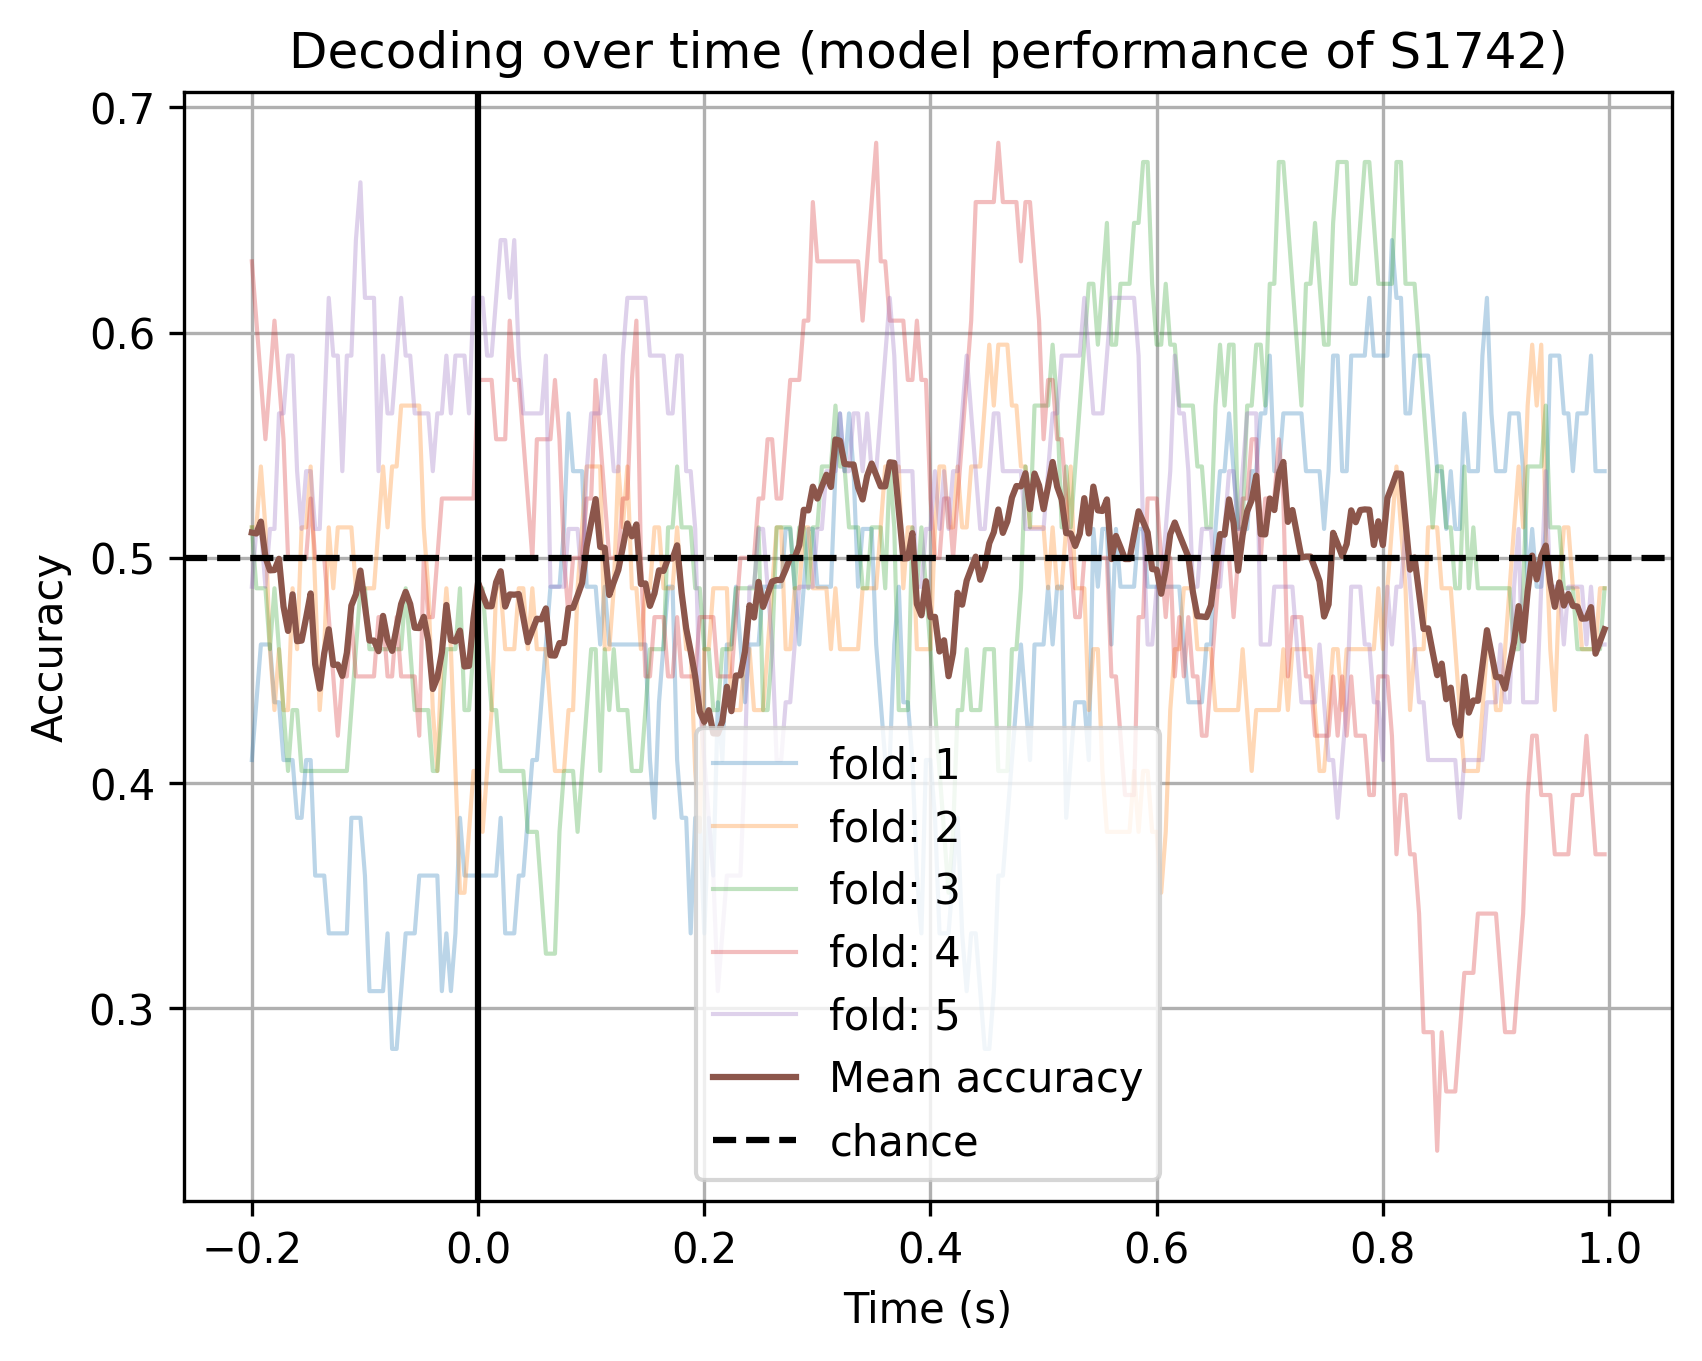 Decoding over time (model performance of S1742)
0.7
0.6
0.5
0.4
0.3
Accuracy
fold: 1
fold: 2
fold: 3
fold: 4
fold: 5
Mean accuracy
chance
−0.2 0.0 0.2 0.4 0.6 0.8 1.0
Time (s)